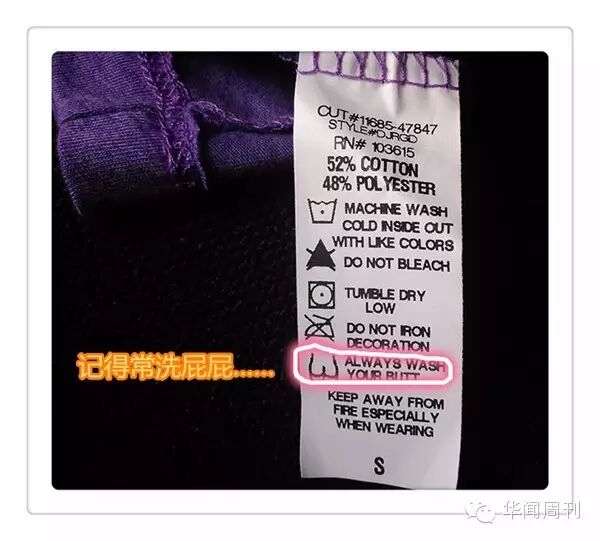 CUT#11685-47847
STYLE#DJRGD
RN# 103615
52% COTTON
48% POLYESTER
MACHINE WASH
COLD INSIDE OUT
WITH LIKE COLORS
DO NOT BLEACH
TUMBLE DRY
LOW
DO NOT IRON
DECORATION
记得常洗屁屁......
ALWAYS WASH
YOUR BUTT
KEEP AWAY FROM
FIRE ESPECIALLY
WHEN WEARING
S
华闻周刊